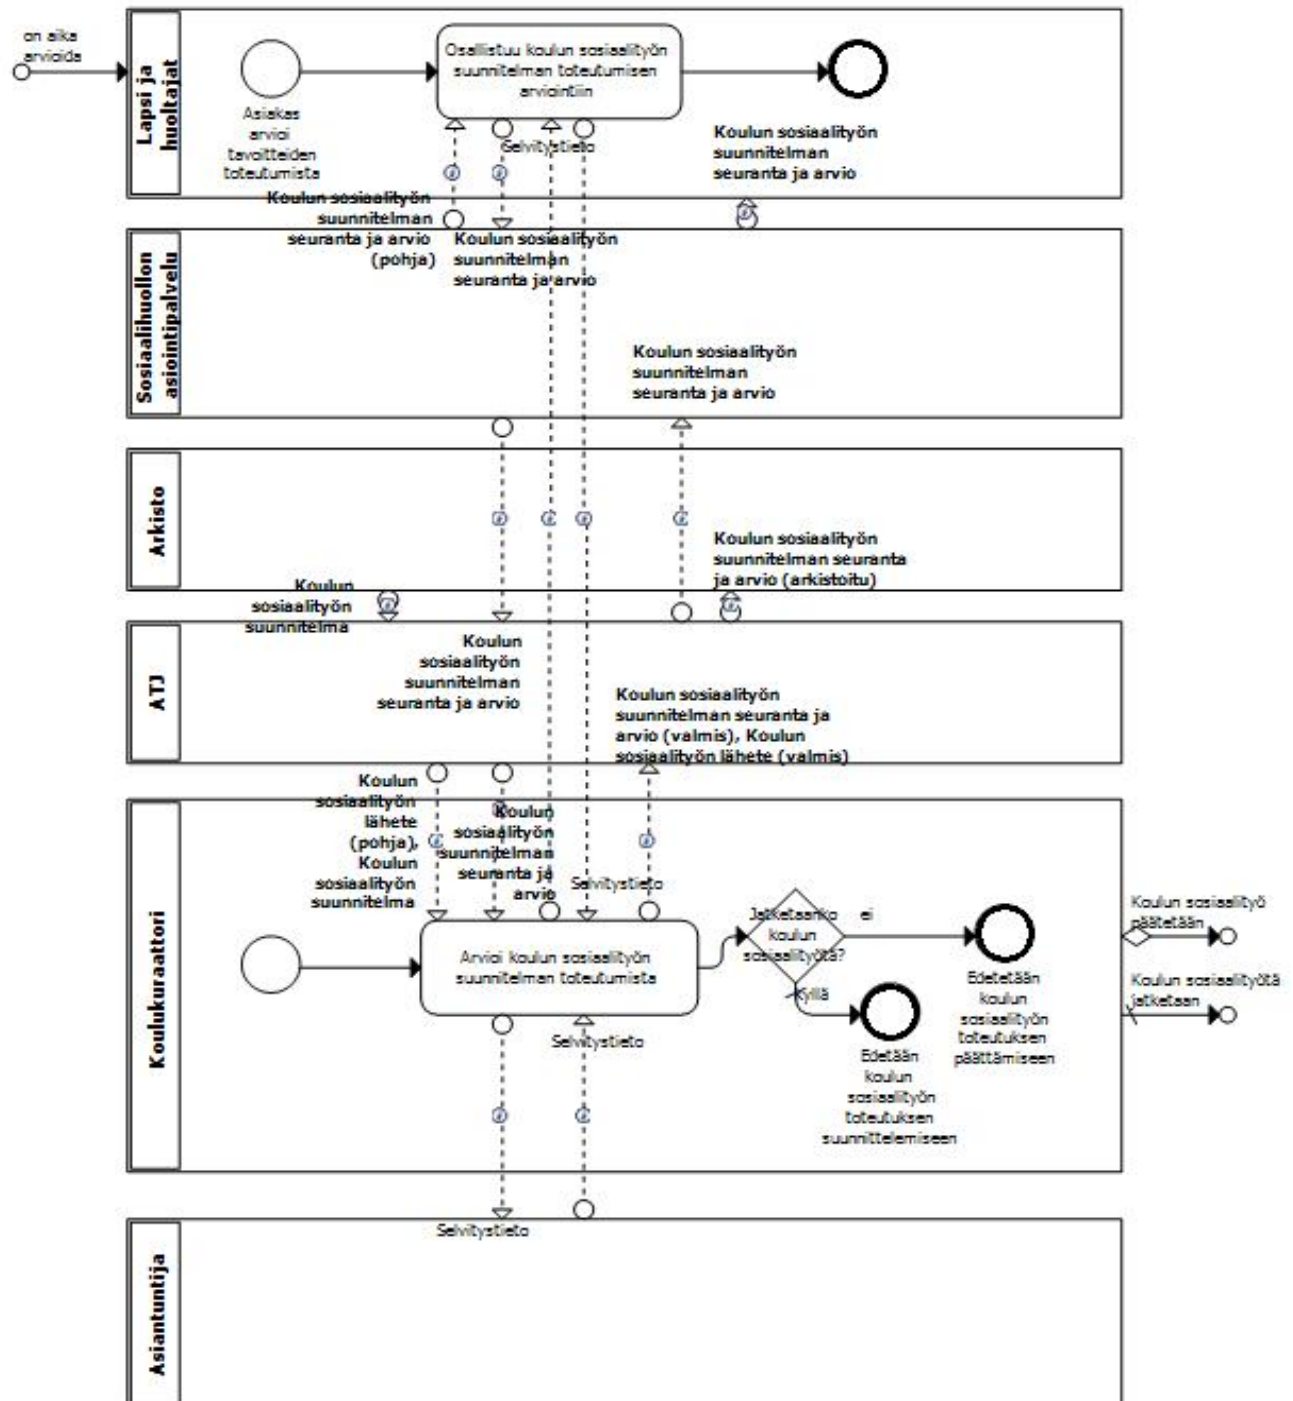 on aika
arvioida
Lapsi ja
huoltajat
Asiakas
arvioi
tavoitteiden
toteutumista
Osallistuu koulun sosiaalityön
suunnitelman toteutumisen
arviointiin
Selvitystieto
Koulun sosiaalityön
suunnitelman
seuranta ja arvio
Koulun sosiaalityön
suunnitelman
seuranta ja arvio
(pohja)
Koulun sosiaalityön
suunnitelman
seuranta ja arvio
Sosiaalihuollon
asiointipalvelu
Koulun sosiaalityön
suunnitelman
seuranta ja arvio
Arkisto
Koulun sosiaalityön
suunnitelman seuranta
ja arvio (arkistoitu)
Koulun
sosiaalityön
suunnitelma
ATJ
Koulun
sosiaalityön
suunnitelman
seuranta ja arvio
Koulun sosiaalityön
suunnitelman seuranta ja
arvio (valmis), Koulun
sosiaalityön lähete (valmis)
Koulun
sosiaalityön
lähete
(pohja),
Koulun
sosiaalityön
suunnitelma
Koulun
sosiaalityön
suunnitelman
seuranta ja
arvio
Selvitystieto
Koulukuraattori
Arvioi koulun sosiaalityön
suunnitelman toteutumista
Jatketaanko
koulun
sosiaalityötä?
ei
Kyllä
Edetetään
koulun
sosiaalityön
toteutuksen
päättämiseen
Edetään
koulun
sosiaalityön
toteutuksen
suunnittelemiseen
Koulun sosiaalityö
päätetään
Koulun sosiaalityötä
jatketaan
Selvitystieto
Selvitystieto
Asiantuntija